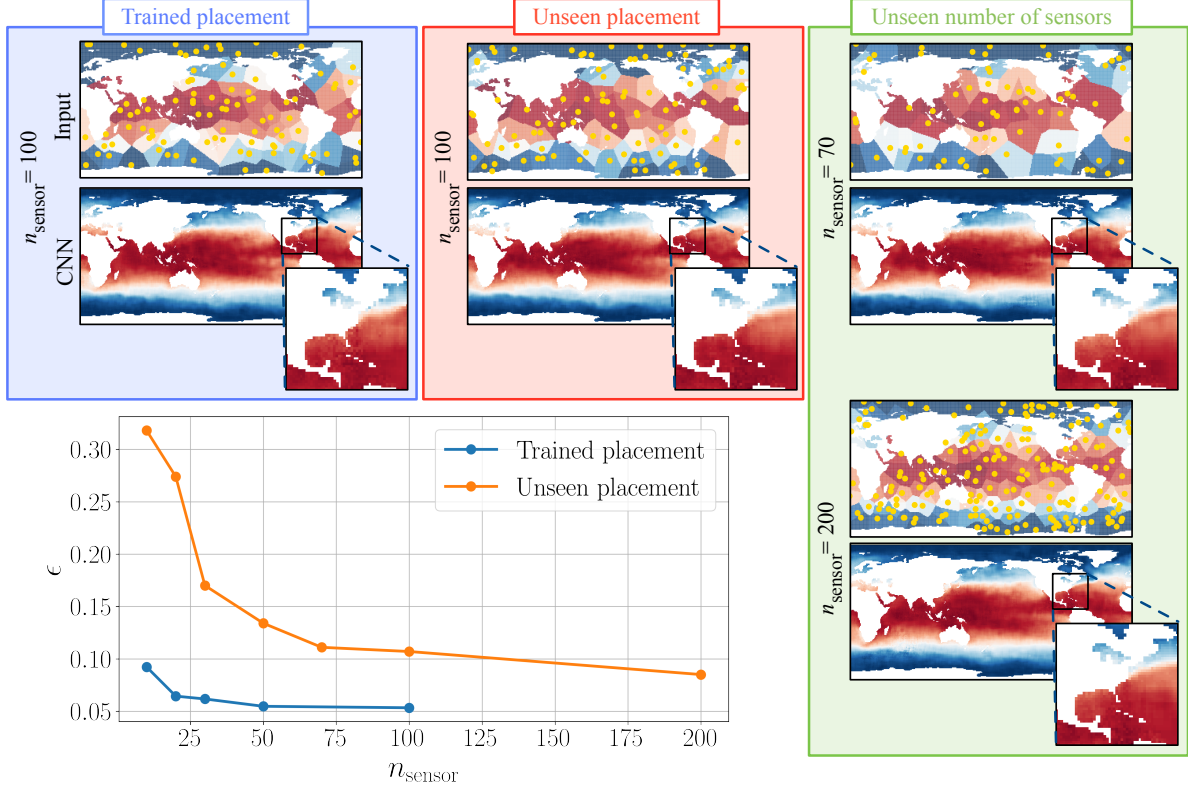 Trained placement
Unseen placement
Unseen number of sensors
n_sensor = 100
Input
CNN
n_sensor = 100
n_sensor = 70
n_sensor = 200
Trained placement
Unseen placement
ϵ
0.30
0.25
0.20
0.15
0.10
0.05
25 50 75 100 125 150 175 200
n_sensor